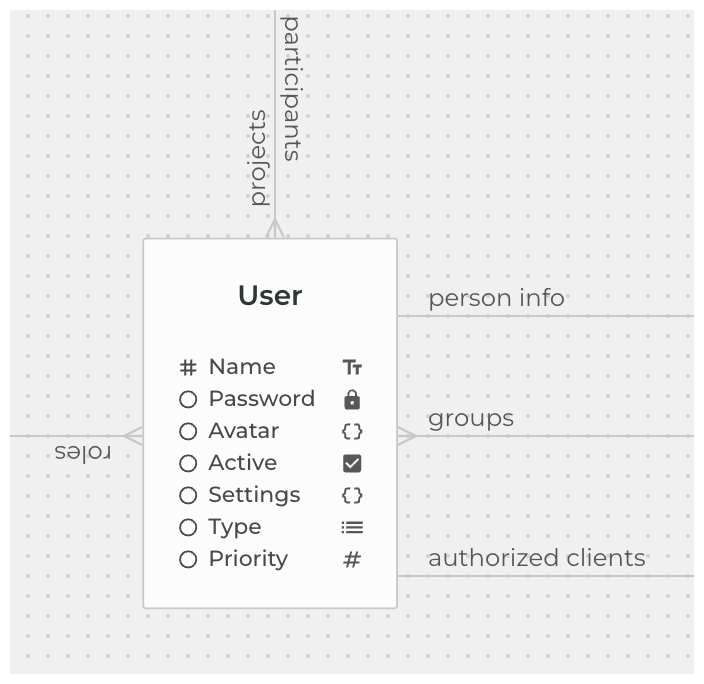 participants
projects
User
person info
# Name
Password
Avatar {}
groups
roles
Active
Settings {}
Type
Priority #
authorized clients